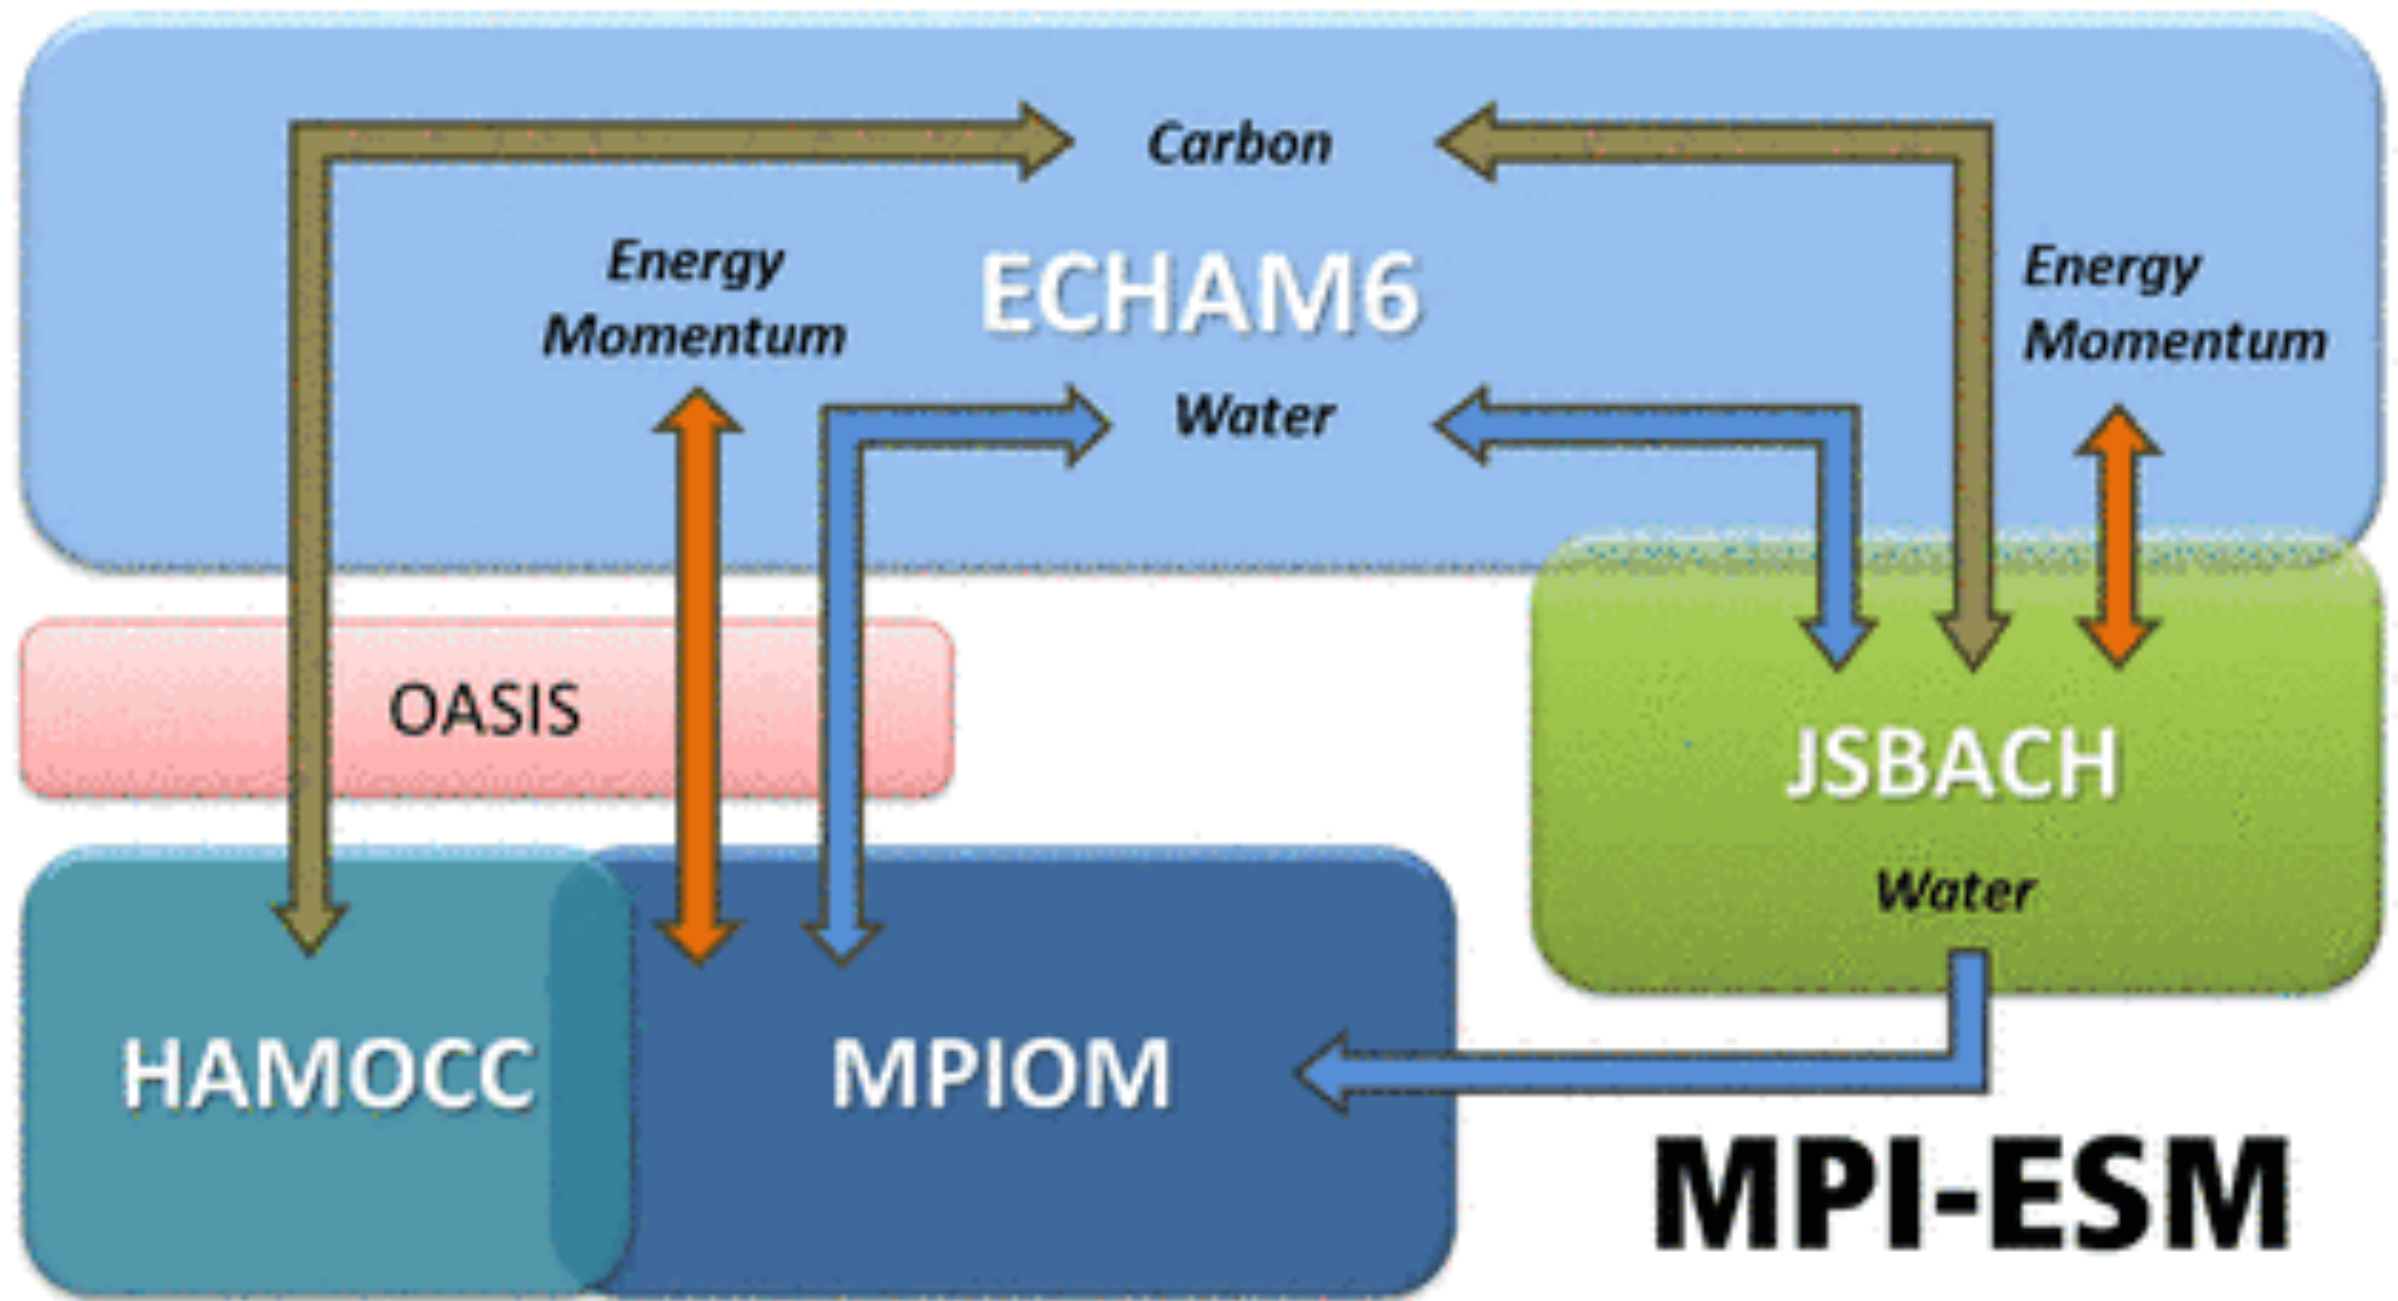 Carbon
Energy
Momentum
ECHAM6
Energy
Momentum
Water
OASIS
JSBACH
Water
HAMOCC
MPIOM
MPI-ESM